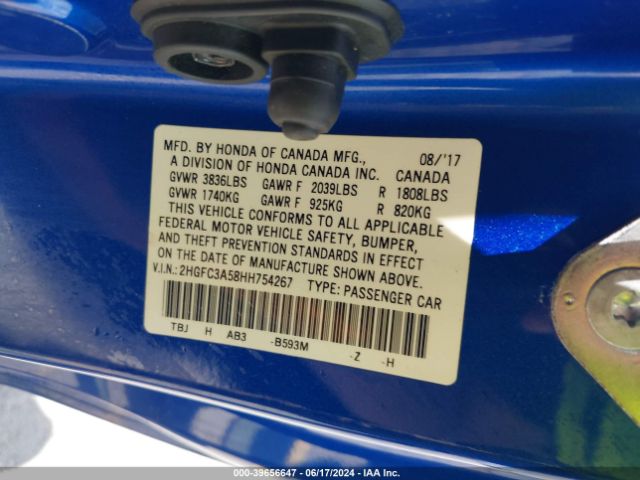 MFD. BY HONDA OF CANADA MFG., 08/'17
A DIVISION OF HONDA CANADA INC. CANADA
GVWR 3836LBS GAWR F 2039LBS R 1808LBS
GVWR 1740KG GAWR F 925KG R 820KG
THIS VEHICLE CONFORMS TO ALL APPLICABLE
FEDERAL MOTOR VEHICLE SAFETY, BUMPER,
AND THEFT PREVENTION STANDARDS IN EFFECT
ON THE DATE OF MANUFACTURE SHOWN ABOVE.
V.I.N.: 2HGFC3A58HH754267 TYPE: PASSENGER CAR
TBJ H AB3 -B593M -Z -H
000-39656647 - 06/17/2024 - IAA Inc.